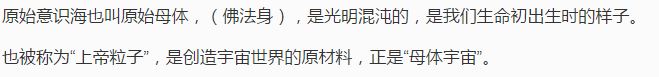 原始意识海也叫原始母体，（佛法身），是光明混沌的，是我们生命初出生时的样子。
也被称为“上帝粒子”，是创造宇宙世界的原材料，正是“母体宇宙”。